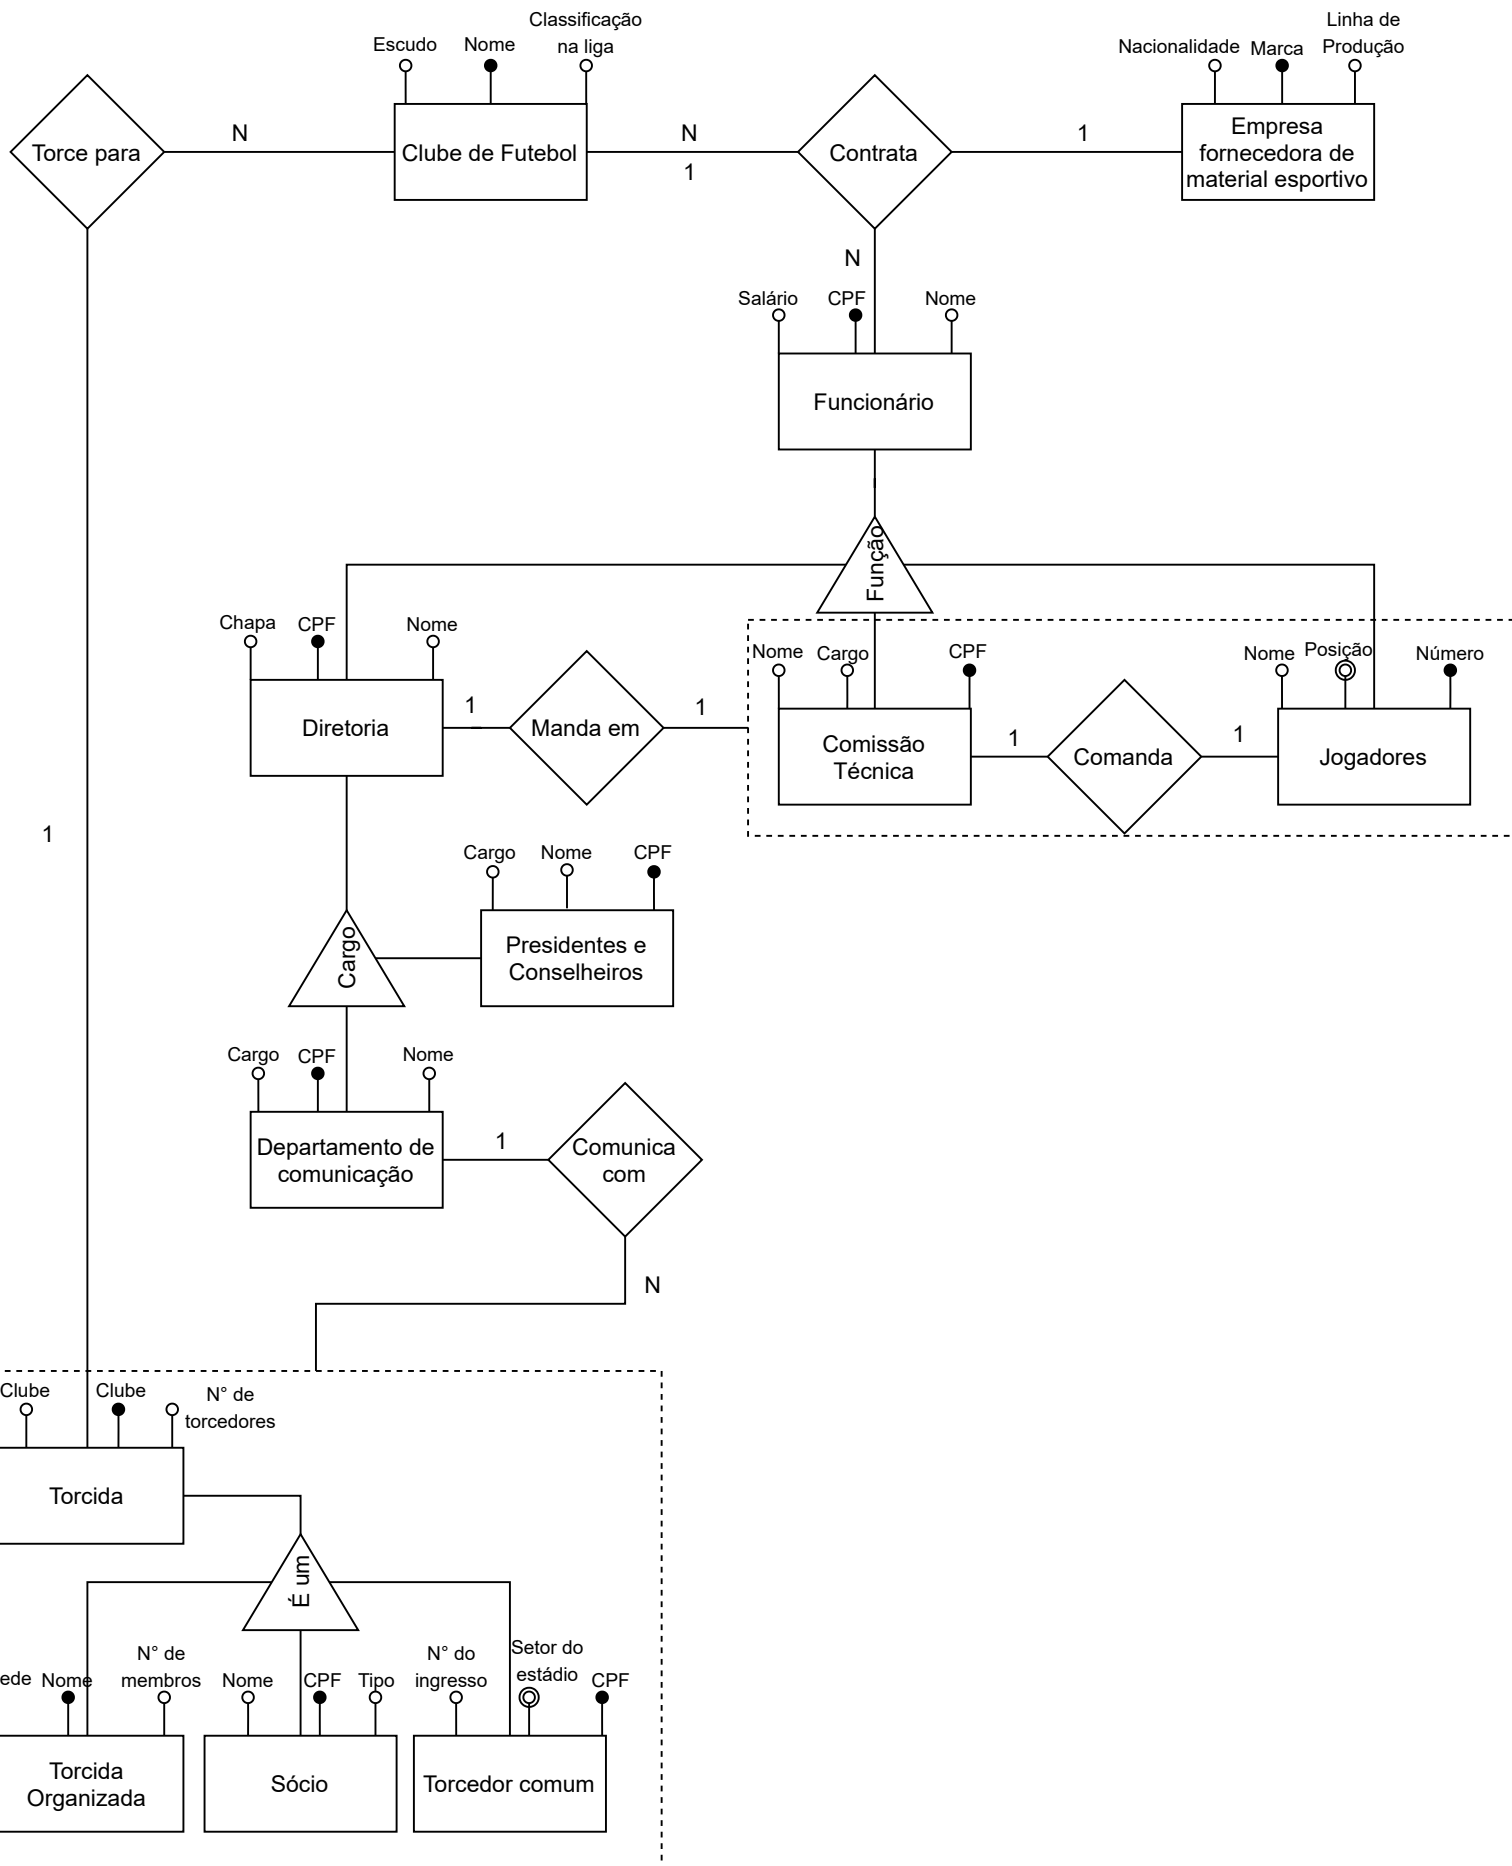 Classificação
na liga
Escudo
Nome
Linha de
Produção
Nacionalidade
Marca
Torce para
N
Clube de Futebol
N
1
Contrata
1
Empresa
fornecedora de
material esportivo
N
Salário
CPF
Nome
Funcionário
Função
Chapa
CPF
Nome
Diretoria
1
Manda em
1
Nome
Cargo
CPF
Comissão
Técnica
1
Comanda
1
Nome
Posição
Número
Jogadores
1
Cargo
Nome
CPF
Presidentes e
Conselheiros
Cargo
Cargo
CPF
Nome
Departamento de
comunicação
1
Comunica
com
N
Clube
Clube
N° de
torcedores
Torcida
É um
ede
Nome
N° de
membros
Torcida
Organizada
Nome
CPF
Tipo
Sócio
N° do
ingresso
Setor do
estádio
CPF
Torcedor comum